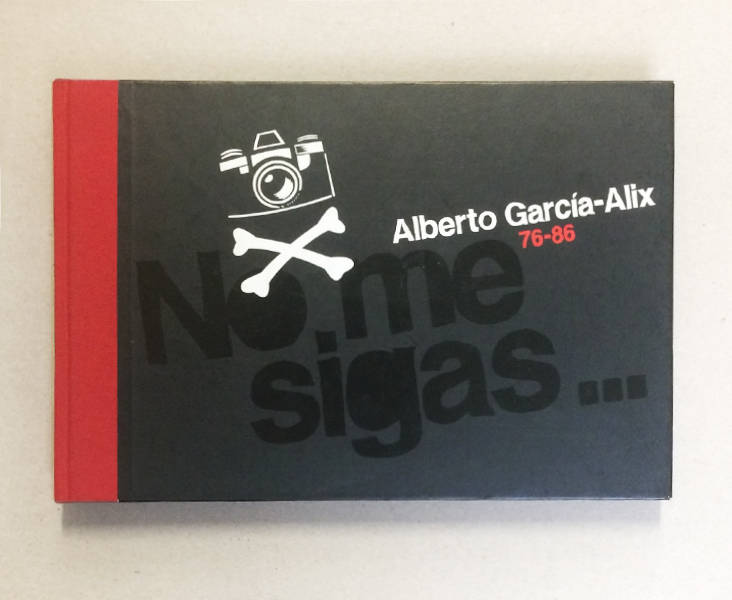 Alberto García-Alix
76-86
No me
sigas...